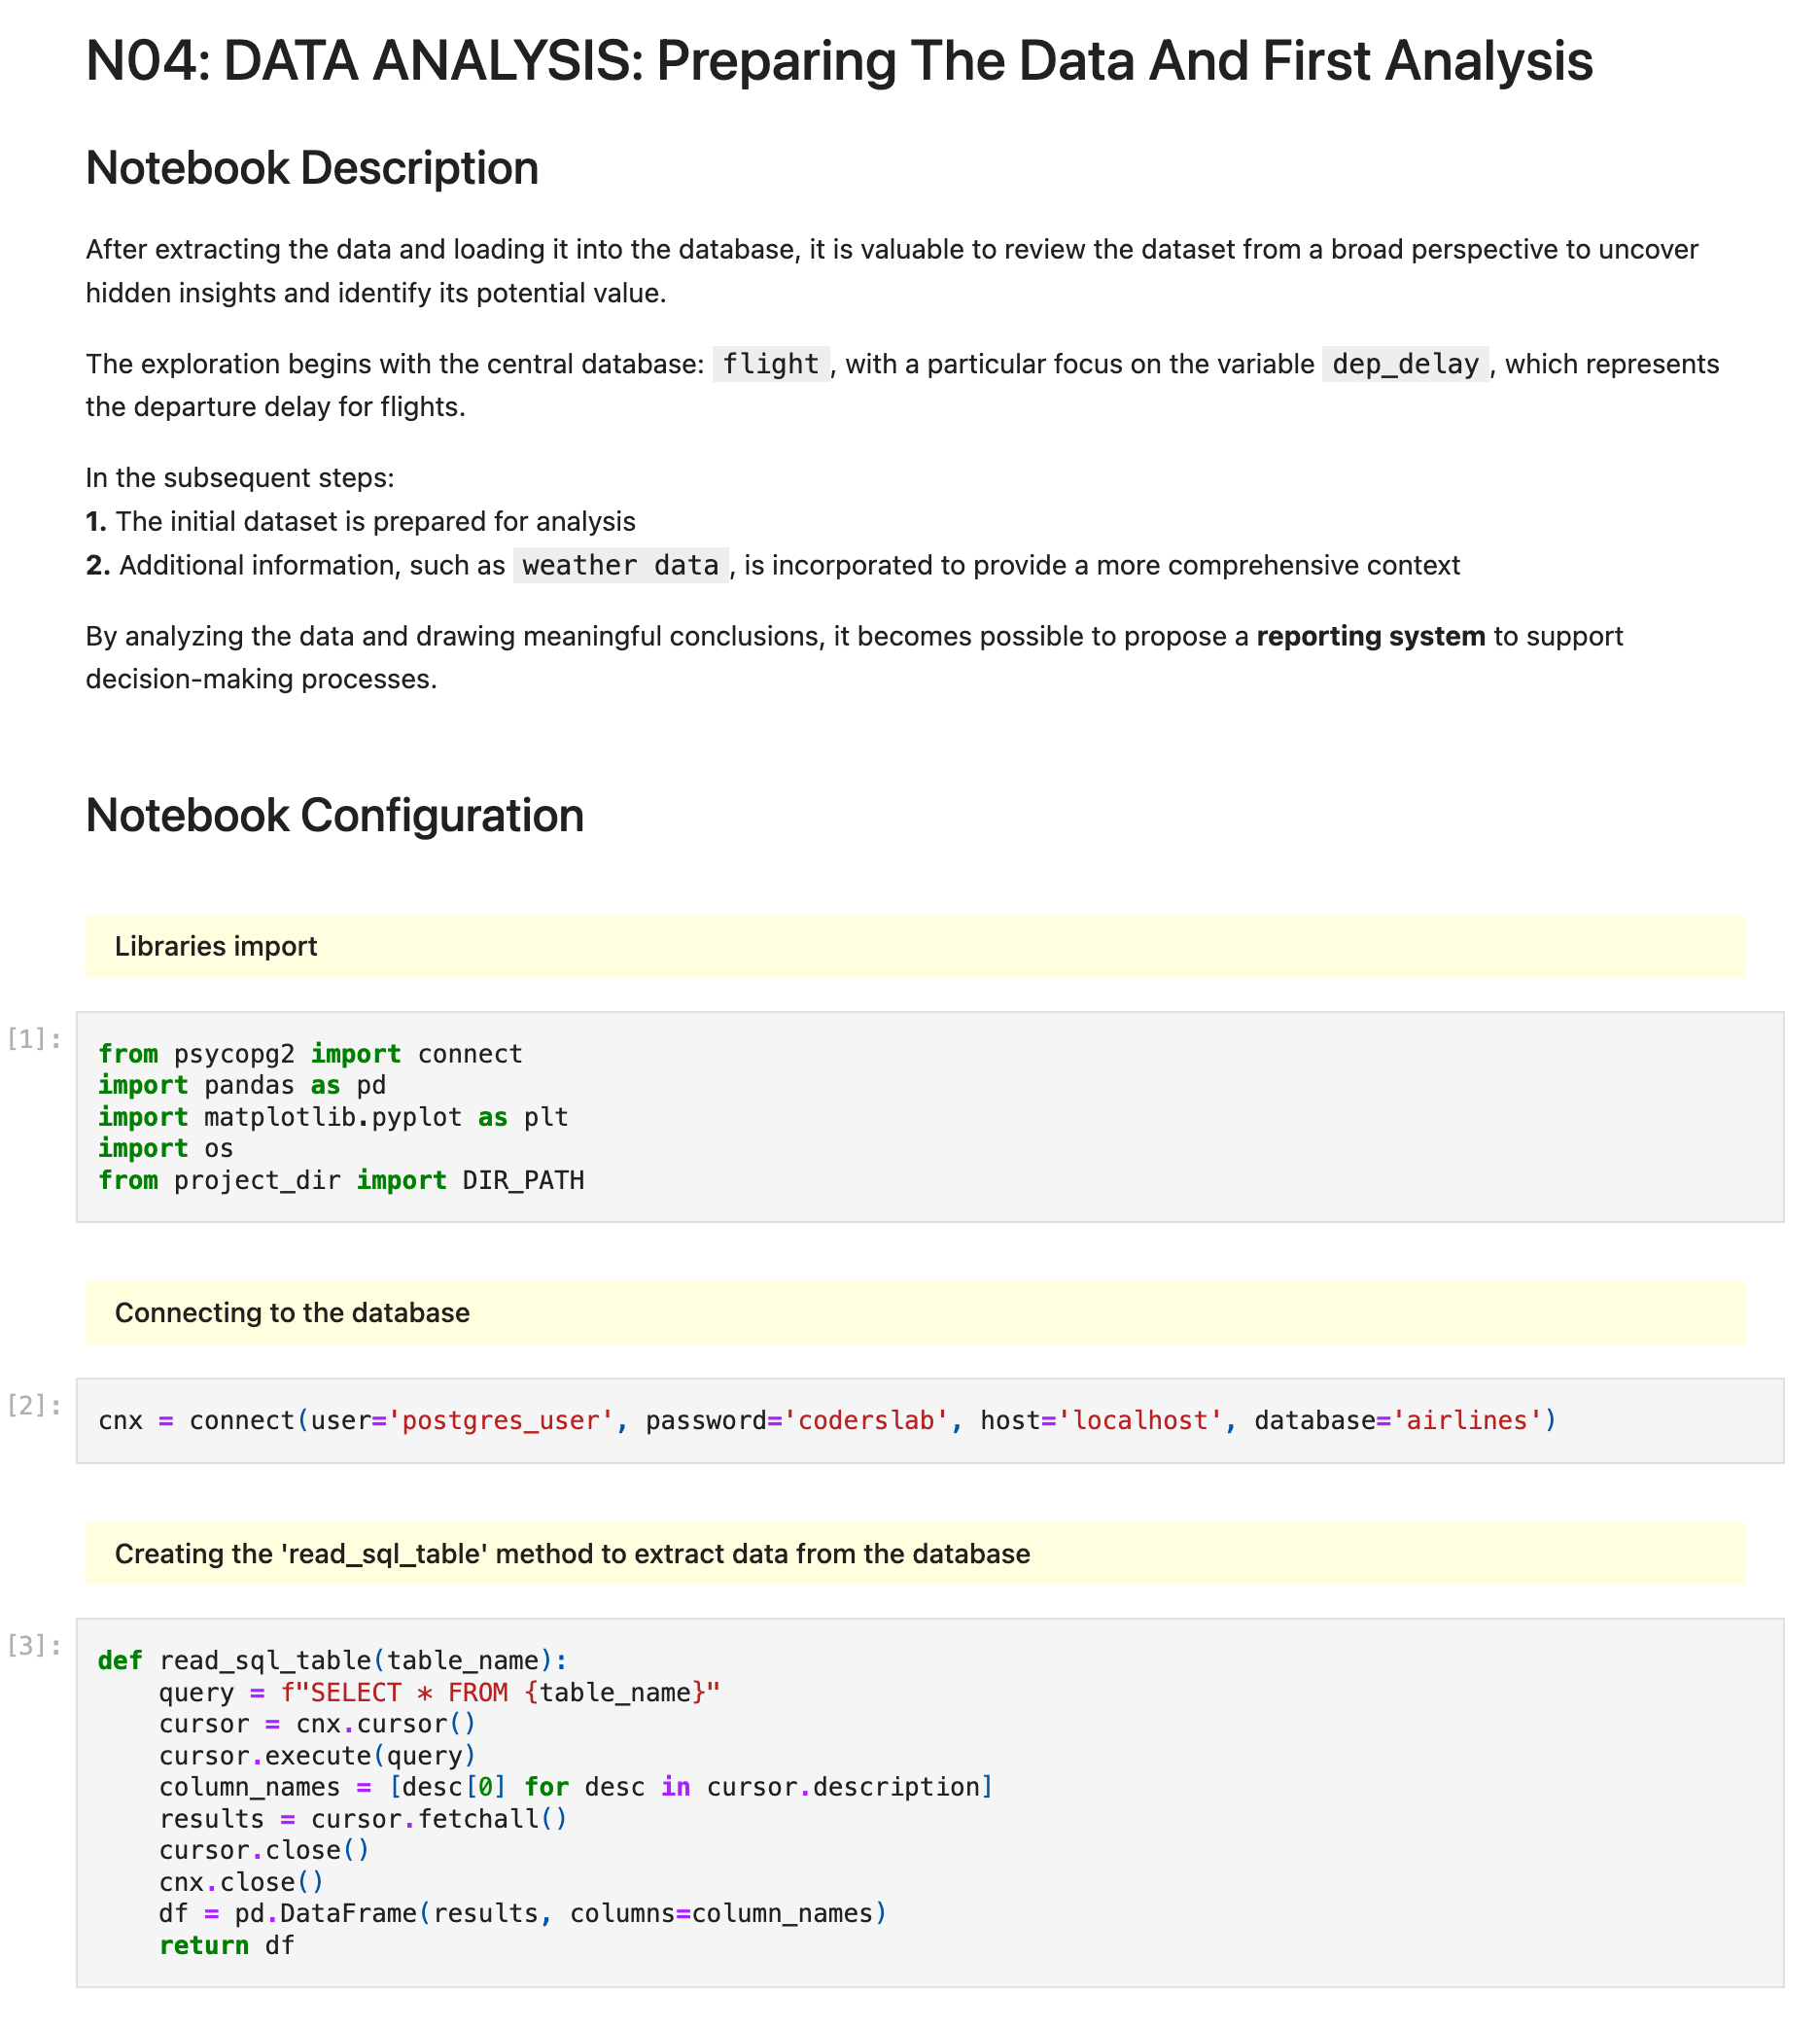 N04: DATA ANALYSIS: Preparing The Data And First Analysis
Notebook Description
After extracting the data and loading it into the database, it is valuable to review the dataset from a broad perspective to uncover
hidden insights and identify its potential value.
The exploration begins with the central database: flight, with a particular focus on the variable dep_delay, which represents
the departure delay for flights.
In the subsequent steps:
1. The initial dataset is prepared for analysis
2. Additional information, such as weather data, is incorporated to provide a more comprehensive context
By analyzing the data and drawing meaningful conclusions, it becomes possible to propose a reporting system to support
decision-making processes.
Notebook Configuration
Libraries import
[1]:
from psycopg2 import connect
import pandas as pd
import matplotlib.pyplot as plt
import os
from project_dir import DIR_PATH
Connecting to the database
[2]:
cnx = connect(user='postgres_user', password='coderslab', host='localhost', database='airlines')
Creating the 'read_sql_table' method to extract data from the database
[3]:
def read_sql_table(table_name):
    query = f"SELECT * FROM {table_name}"
    cursor = cnx.cursor()
    cursor.execute(query)
    column_names = [desc[0] for desc in cursor.description]
    results = cursor.fetchall()
    cursor.close()
    cnx.close()
    df = pd.DataFrame(results, columns=column_names)
    return df